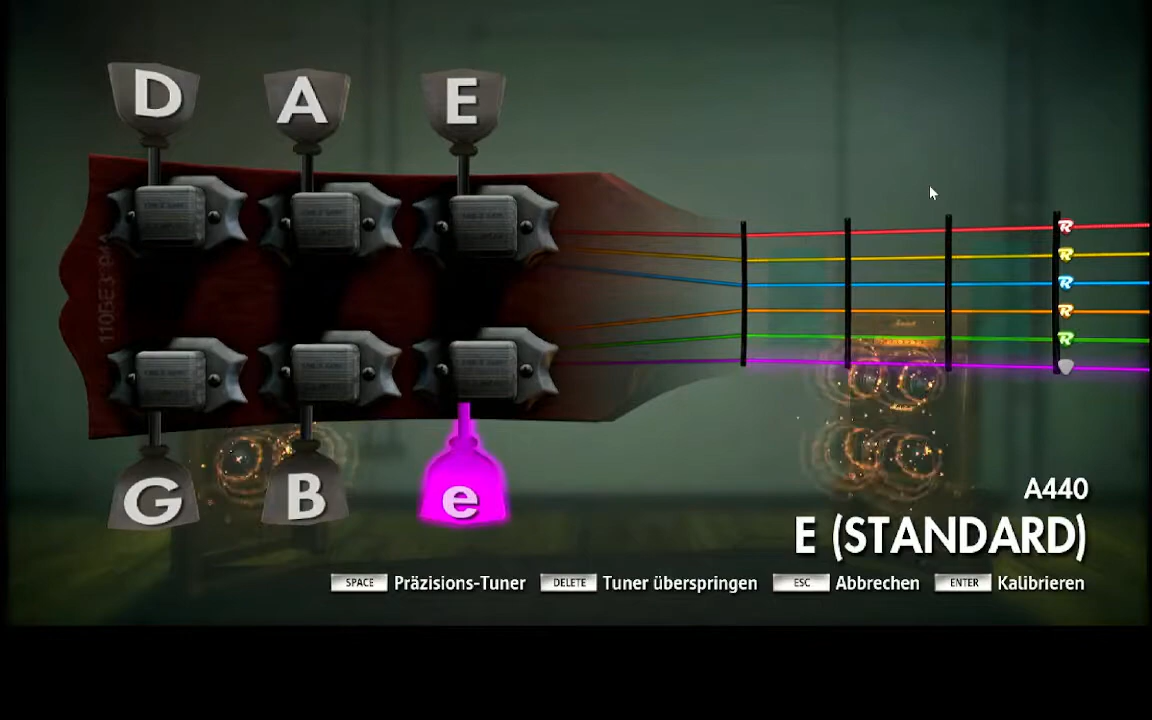 D A E
G B e
A440
E (STANDARD)
SPACE Präzisions-Tuner DELETE Tuner überspringen ESC Abbrechen ENTER Kalibrieren